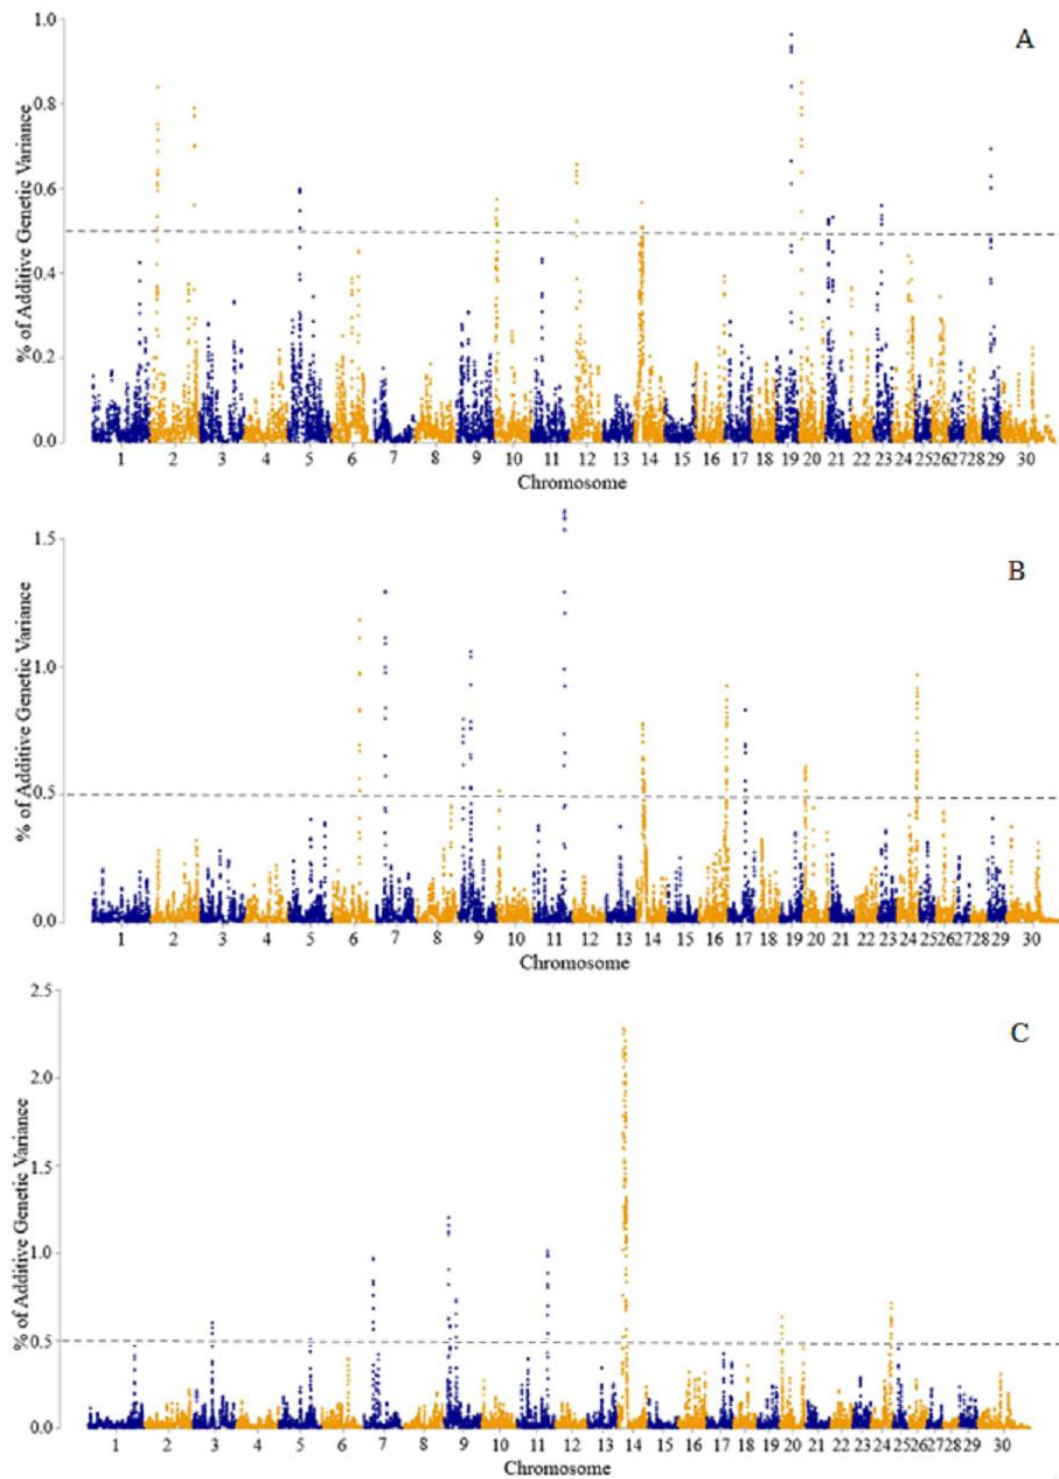 A
% of Additive Genetic Variance
1.0
0.8
0.6
0.4
0.2
0.0
1 2 3 4 5 6 7 8 9 10 11 12 13 14 15 16 17 18 19 20 21 22 23 24 25 26 27 28 29 30
Chromosome
B
% of Additive Genetic Variance
1.5
1.0
0.5
0.0
1 2 3 4 5 6 7 8 9 10 11 12 13 14 15 16 17 18 19 20 21 22 23 24 25 26 27 28 29 30
Chromosome
C
% of Additive Genetic Variance
2.5
2.0
1.5
1.0
0.5
0.0
1 2 3 4 5 6 7 8 9 10 11 12 13 14 15 16 17 18 19 20 21 22 23 24 25 26 27 28 29 30
Chromosome